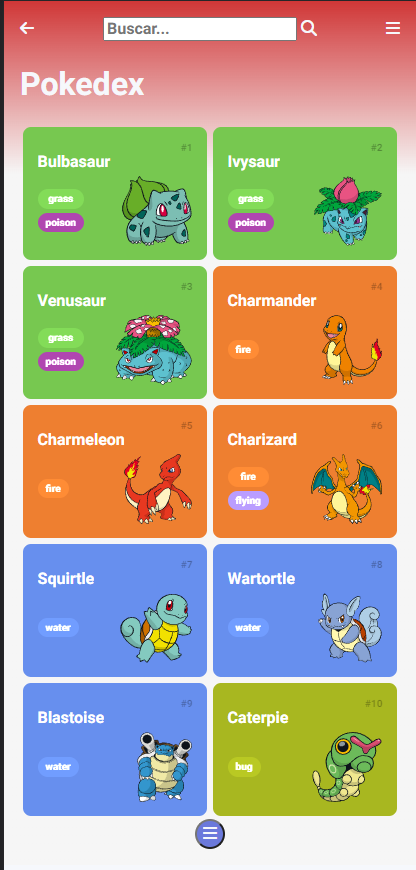 Buscar...
Pokedex
#1
Bulbasaur
grass
poison
#2
Ivysaur
grass
poison
#3
Venusaur
grass
poison
#4
Charmander
fire
#5
Charmeleon
fire
#6
Charizard
fire
flying
#7
Squirtle
water
#8
Wartortle
water
#9
Blastoise
water
#10
Caterpie
bug